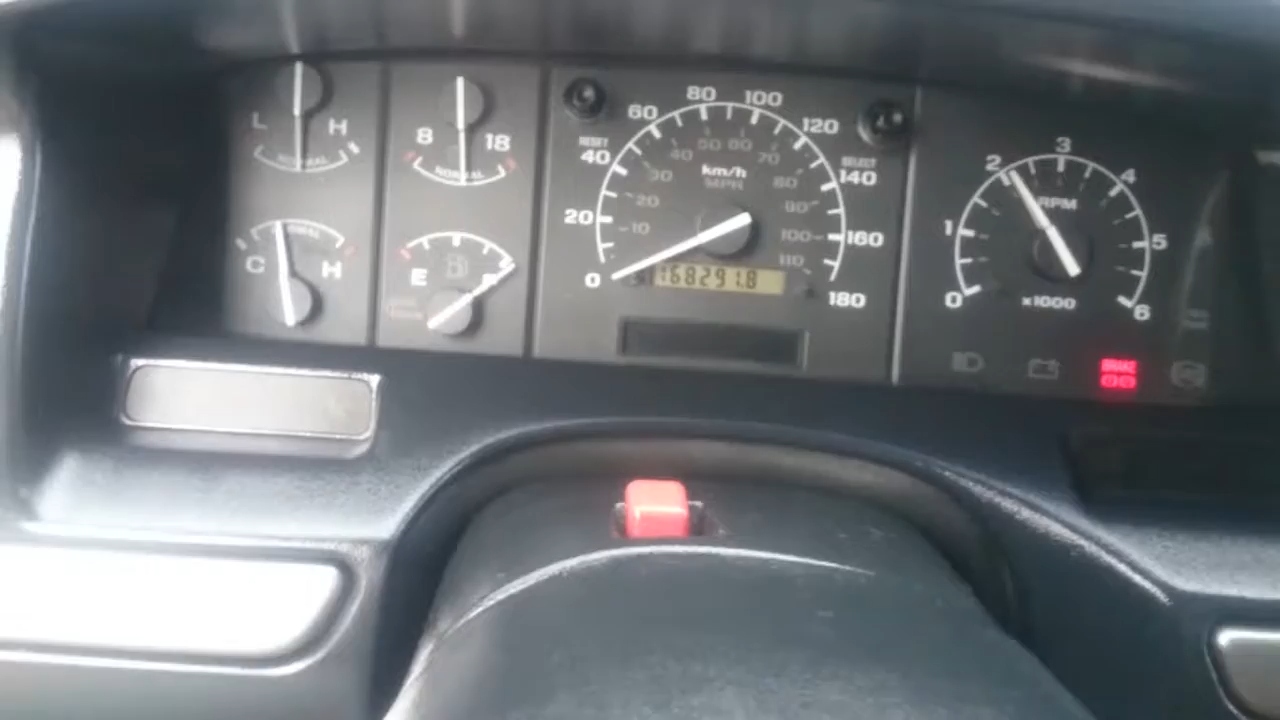 L H
NORMAL
8 18
NORMAL
C H
E F
RESET
SELECT
0 20 40 60 80 100 120 140 160 180
km/h
MPH
10 20 30 40 50 60 70 80 90 100 110
168291.8
0 1 2 3 4 5 6
RPM
x1000
BRAKE